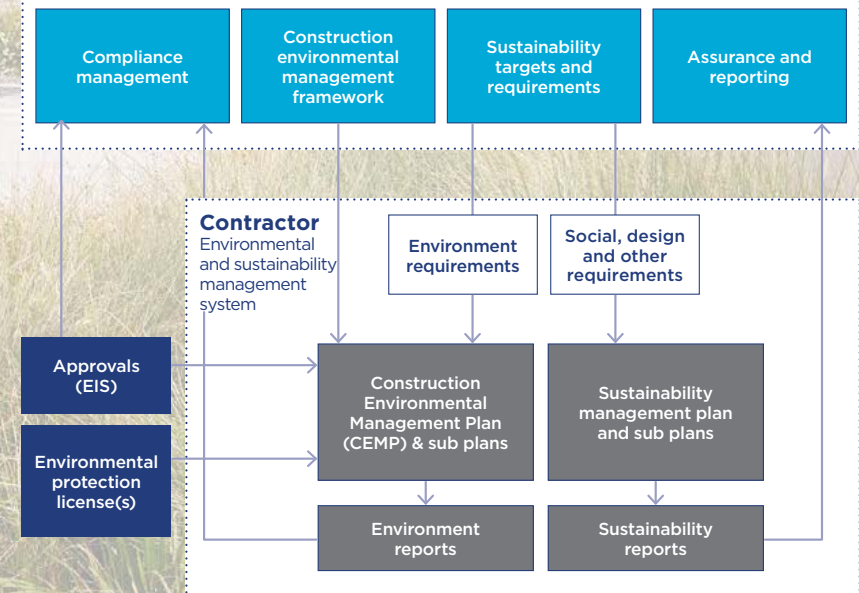 Compliance
management
Construction
environmental
management
framework
Sustainability
targets and
requirements
Assurance and
reporting
Contractor
Environmental
and sustainability
management
system
Environment
requirements
Social, design
and other
requirements
Approvals
(EIS)
Construction
Environmental
Management Plan
(CEMP) & sub plans
Sustainability
management plan
and sub plans
Environmental
protection
license(s)
Environment
reports
Sustainability
reports